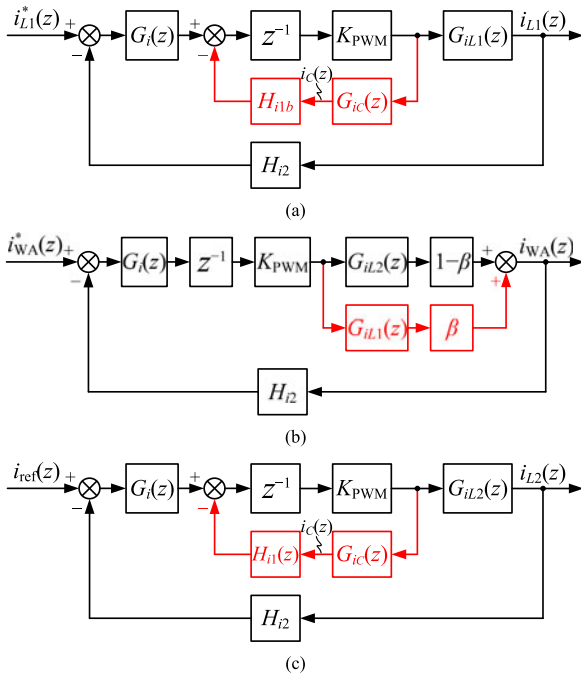 i*L1(z) + − Gi(z) + − z−1 KPWM GiL1(z) iL1(z)
iC(z)
Hi1b GiC(z)
Hi2
(a)
i*WA(z) + − Gi(z) z−1 KPWM GiL2(z) 1−β + + iWA(z)
GiL1(z) β
Hi2
(b)
iref(z) + − Gi(z) + − z−1 KPWM GiL2(z) iL2(z)
iC(z)
Hi1(z) GiC(z)
Hi2
(c)